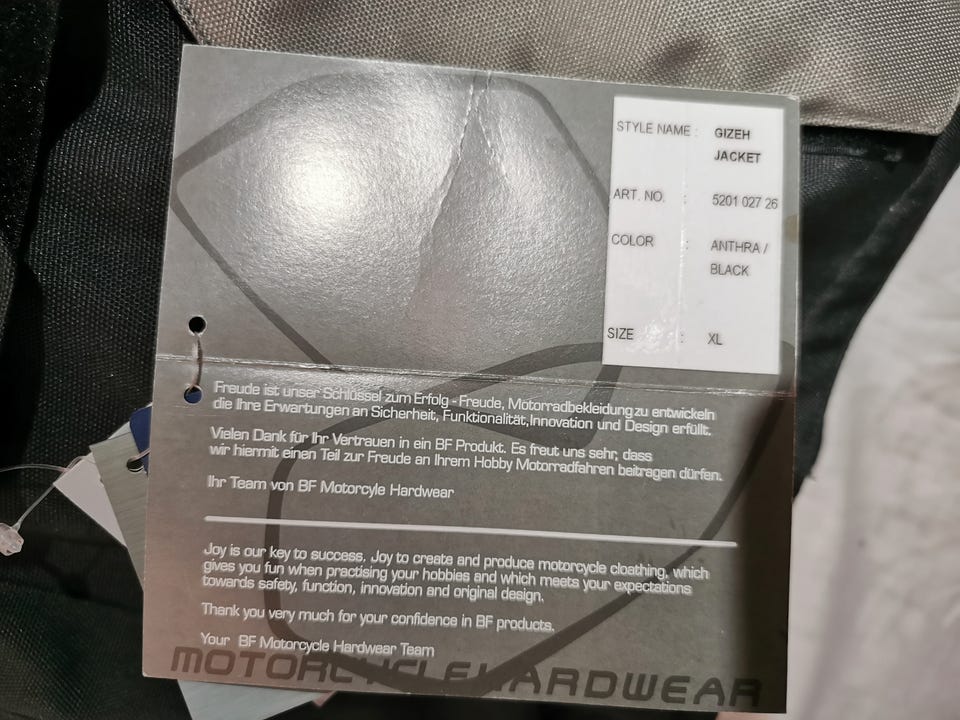 STYLE NAME : GIZEH
JACKET
ART. NO. : 5201 027 26
COLOR : ANTHRA /
BLACK
SIZE : XL
Freude ist unser Schlüssel zum Erfolg - Freude, Motorradbekleidung zu entwickeln
die Ihre Erwartungen an Sicherheit, Funktionalität,Innovation und Design erfüllt.
Vielen Dank für Ihr Vertrauen in ein BF Produkt. Es freut uns sehr, dass
wir hiermit einen Teil zur Freude an Ihrem Hobby Motorradfahren beitragen dürfen.
Ihr Team von BF Motorcyle Hardwear
Joy is our key to success. Joy to create and produce motorcycle cloathing, which
gives you fun when practising your hobbies and which meets your expectations
towards safety, function, innovation and original design.
Thank you very much for your confidence in BF products.
Your BF Motorcycle Hardwear Team
MOTORCYCLE HARDWEAR